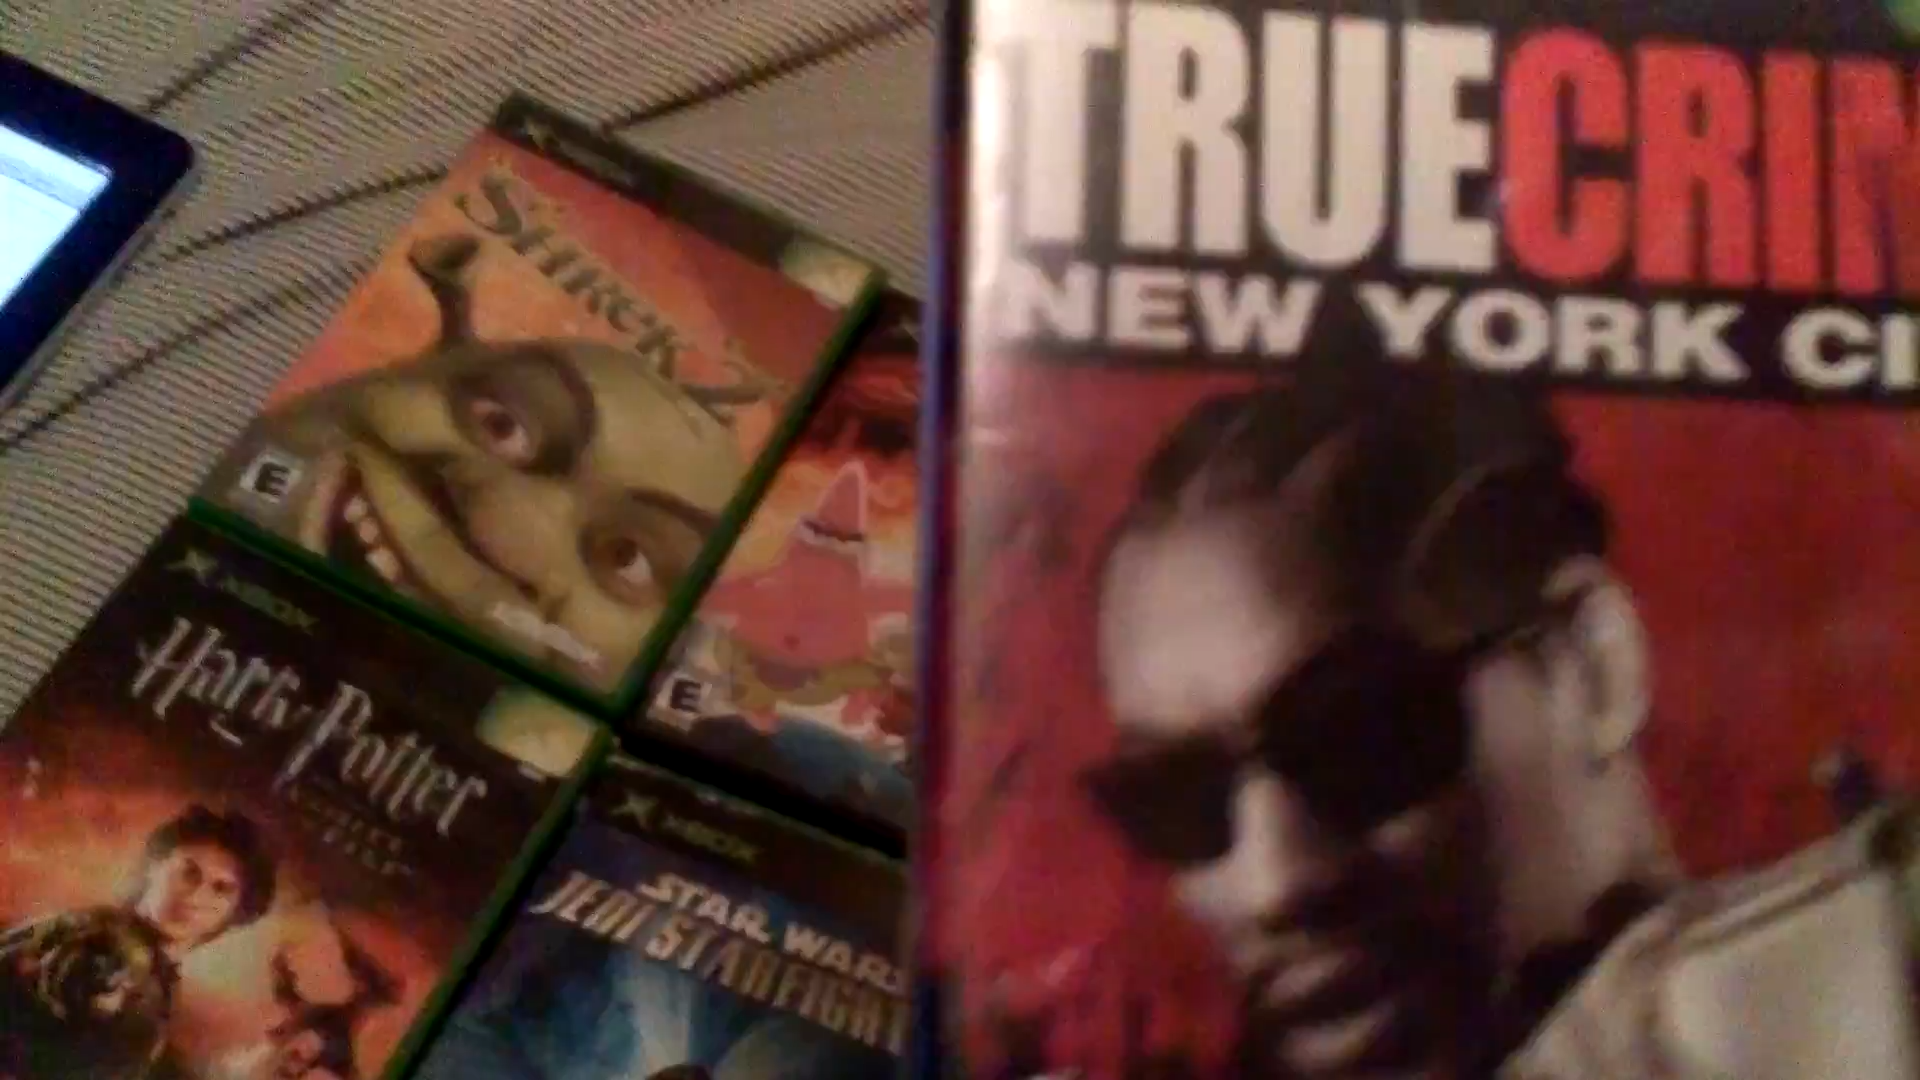 SHREK 2
E
XBOX
Harry Potter
E
XBOX
STAR WARS
JEDI STARFIGHT
TRUE CRIM
NEW YORK CI